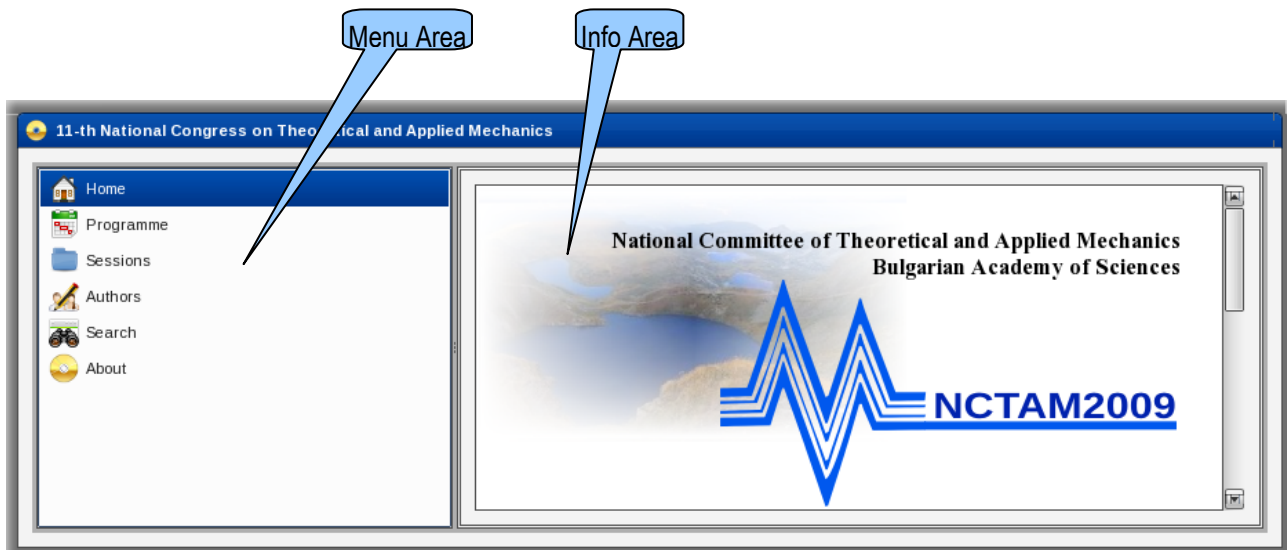 Menu Area
Info Area
11-th National Congress on Theoretical and Applied Mechanics
Home
Programme
Sessions
Authors
Search
About
National Committee of Theoretical and Applied Mechanics
Bulgarian Academy of Sciences
NCTAM2009